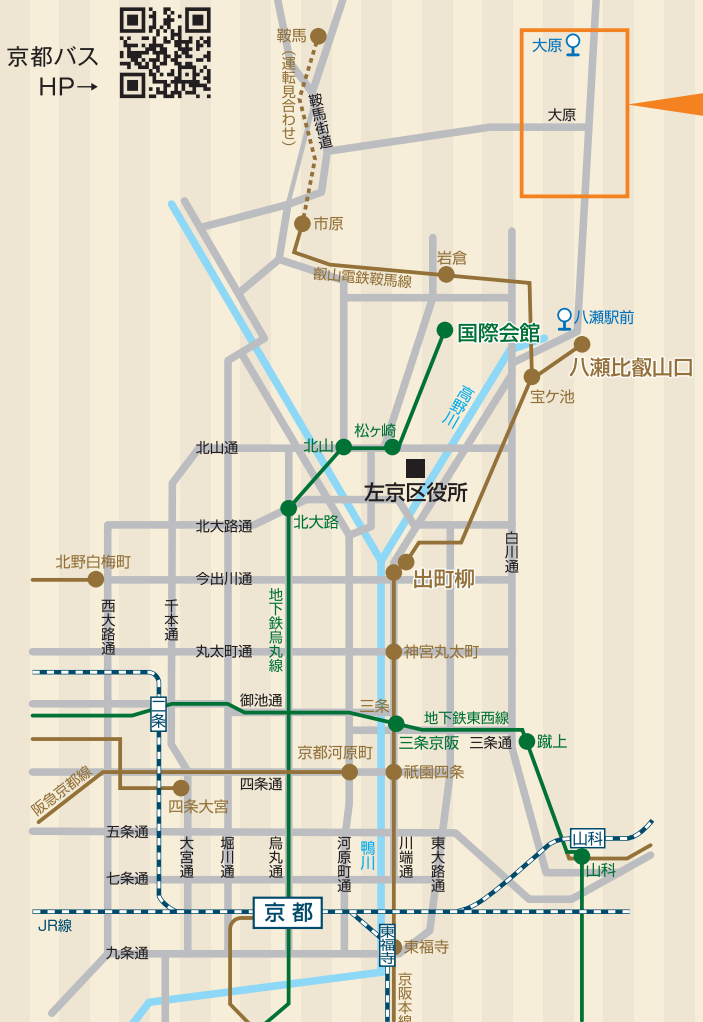 京都バス
HP→
鞍馬
（運転見合わせ）
鞍馬街道
大原
大原
市原
叡山電鉄鞍馬線
岩倉
八瀬駅前
国際会館
八瀬比叡山口
宝ケ池
高野川
松ヶ崎
北山通
北山
左京区役所
北大路通
北大路
白川通
北野白梅町
今出川通
出町柳
西大路通
千本通
地下鉄烏丸線
丸太町通
神宮丸太町
二条
御池通
三条
地下鉄東西線
三条京阪
三条通
蹴上
京都河原町
阪急京都線
四条通
祇園四条
四条大宮
五条通
大宮通
堀川通
烏丸通
河原町通
鴨川
川端通
東大路通
山科
山科
七条通
京都
JR線
東福寺
東福寺
九条通
京阪本線